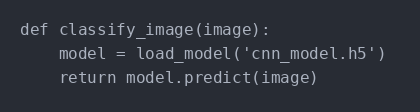 def classify_image(image):
    model = load_model('cnn_model.h5')
    return model.predict(image)